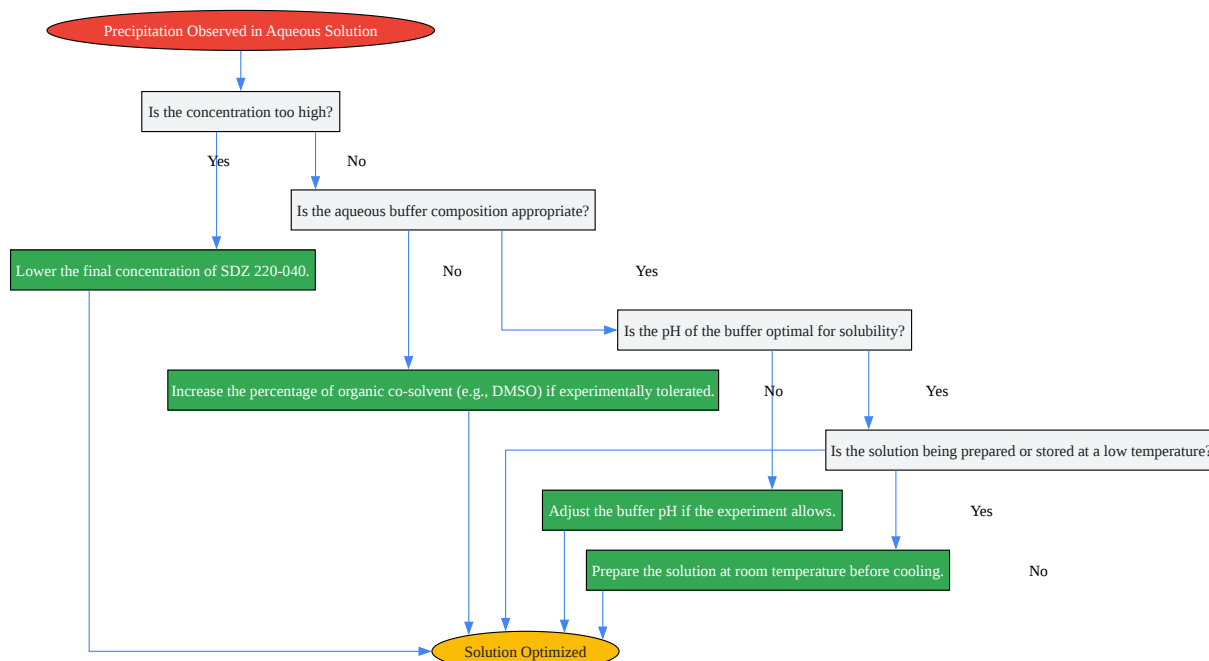 Precipitation Observed in Aqueous Solution
Is the concentration too high?
Yes
No
Is the aqueous buffer composition appropriate?
Lower the final concentration of SDZ 220-040.
No
Yes
Is the pH of the buffer optimal for solubility?
Increase the percentage of organic co-solvent (e.g., DMSO) if experimentally tolerated.
No
Yes
Is the solution being prepared or stored at a low temperature?
Adjust the buffer pH if the experiment allows.
Yes
Prepare the solution at room temperature before cooling.
No
Solution Optimized